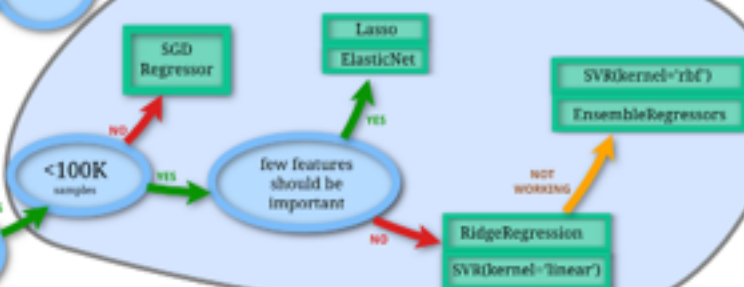 SGD
Regressor
Lasso
ElasticNet
SVR(kernel='rbf')
EnsembleRegressors
NO
YES
<100K
samples
YES
few features
should be
important
NOT
WORKING
NO
RidgeRegression
SVR(kernel='linear')